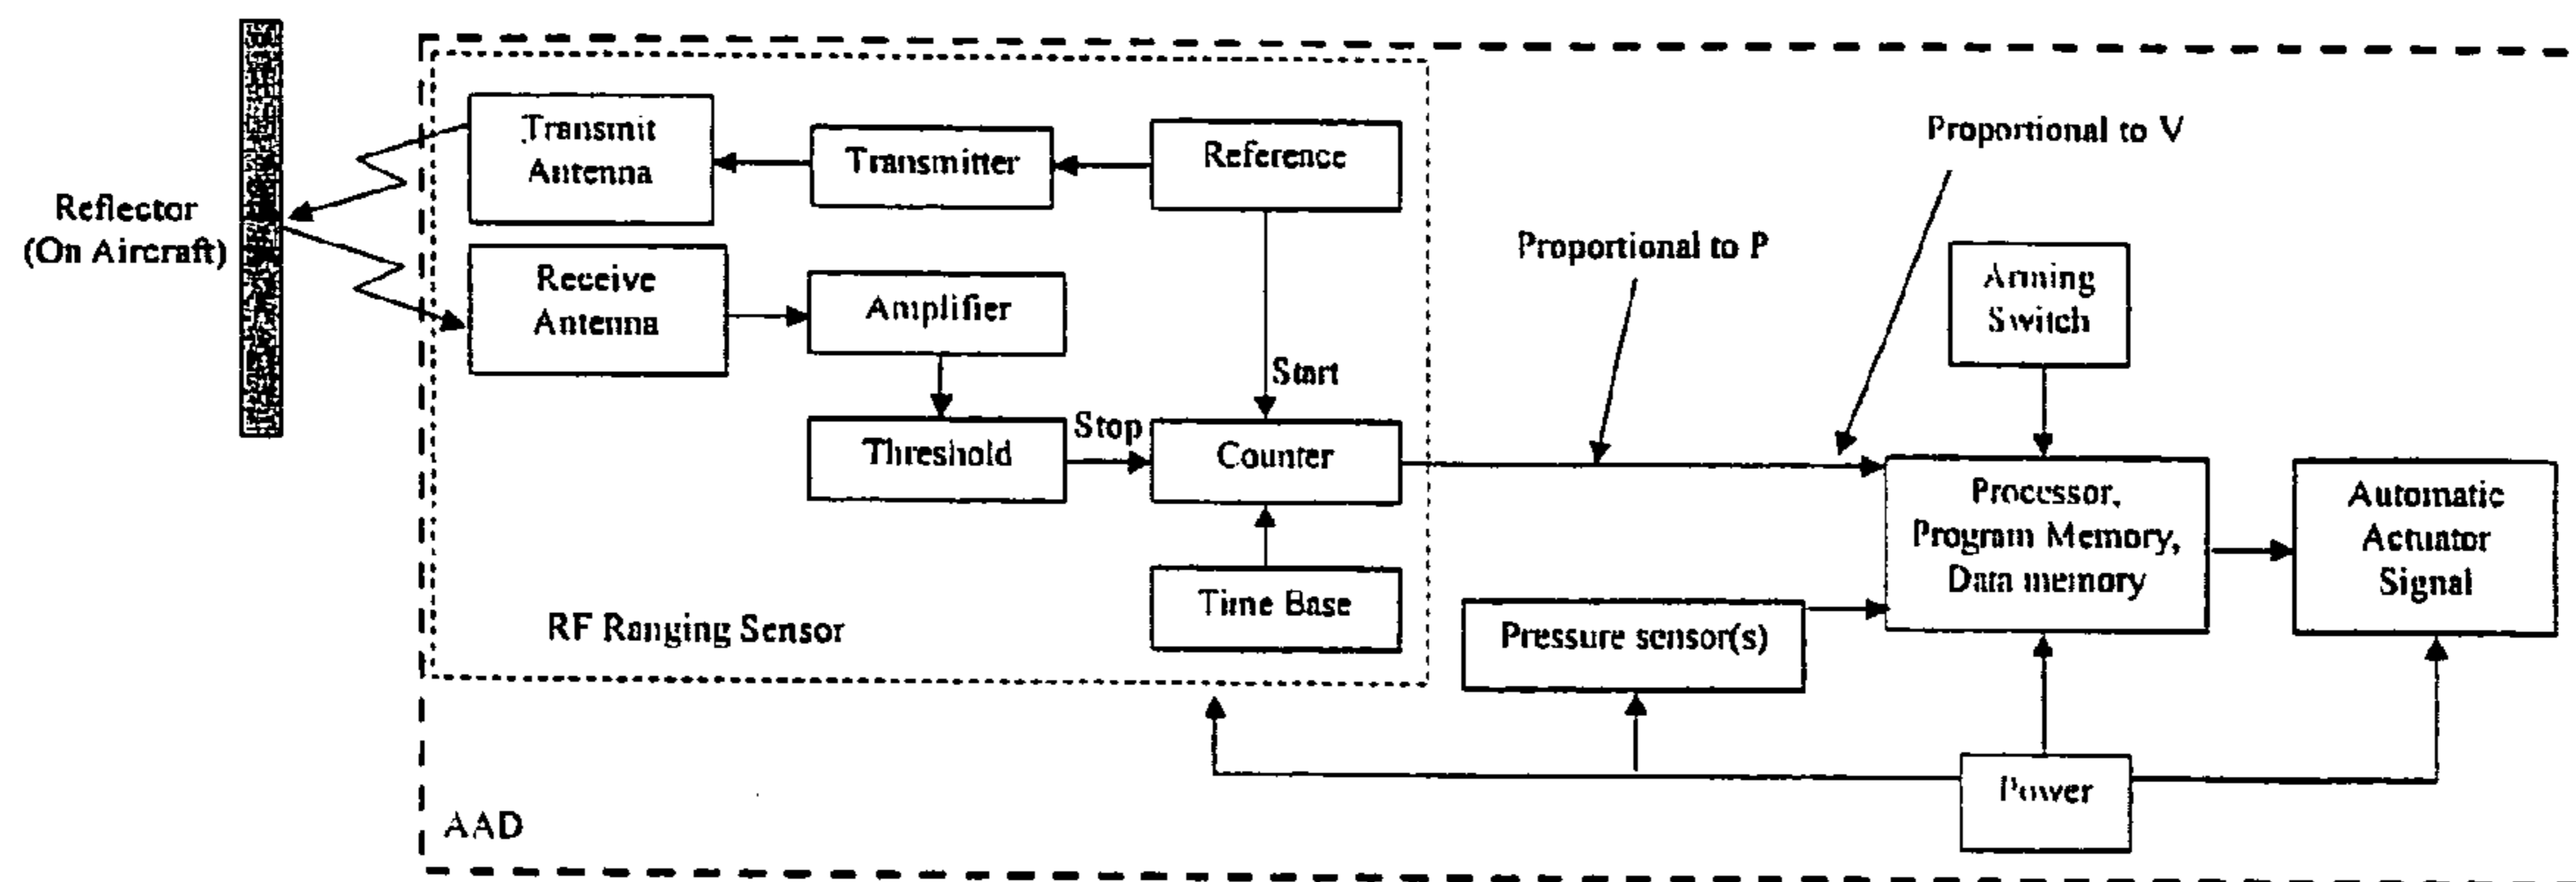 Reflector
(On Aircraft)
Transmit
Antenna
Transmitter
Reference
Receive
Antenna
Amplifier
Start
Threshold
Stop
Counter
Time Base
RF Ranging Sensor
AAD
Proportional to P
Proportional to V
Arming
Switch
Processor,
Program Memory,
Data memory
Automatic
Actuator
Signal
Pressure sensor(s)
Power